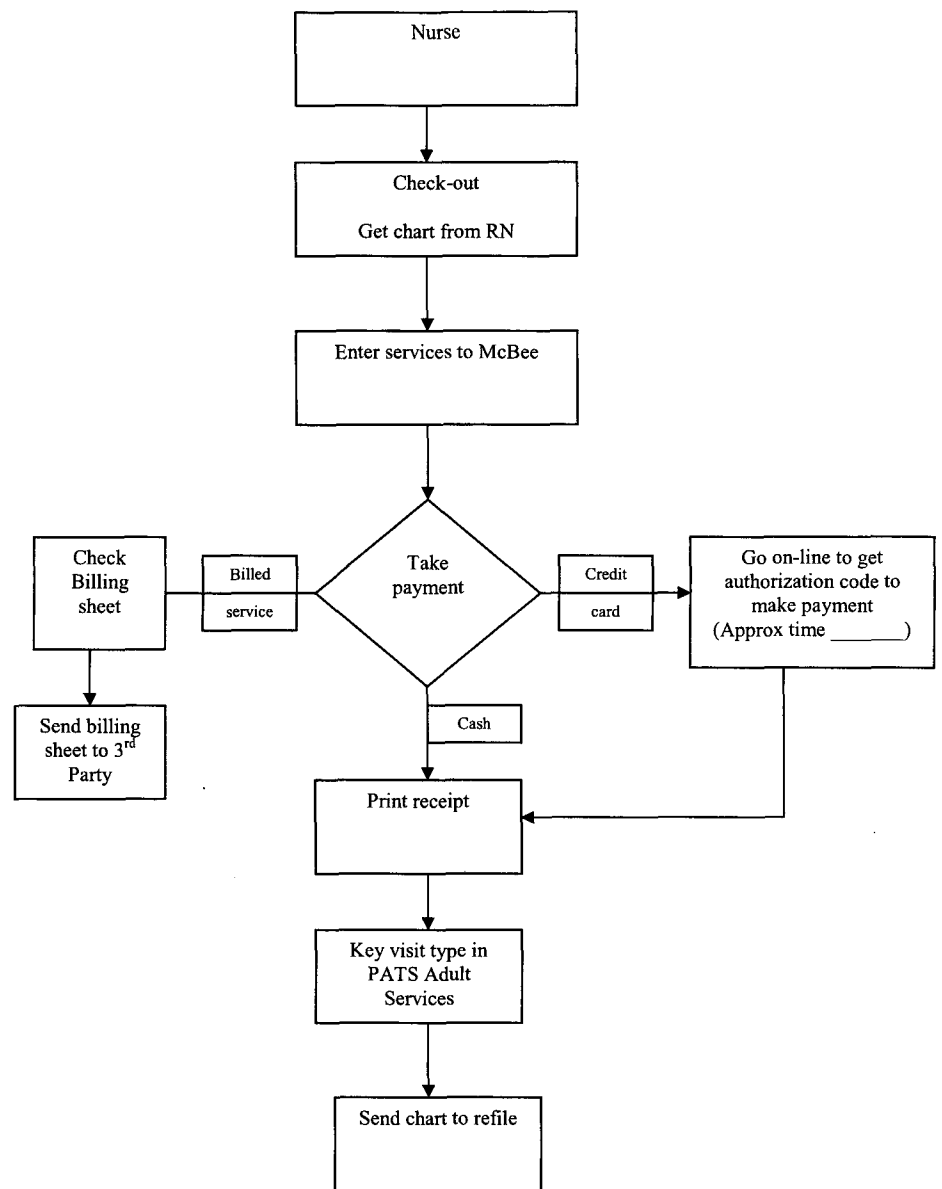 Nurse
Check-out
Get chart from RN
Enter services to McBee
Take
payment
Billed
service
Check
Billing
sheet
Send billing
sheet to 3rd
Party
Credit
card
Go on-line to get
authorization code to
make payment
(Approx time _______)
Cash
Print receipt
Key visit type in
PATS Adult
Services
Send chart to refile